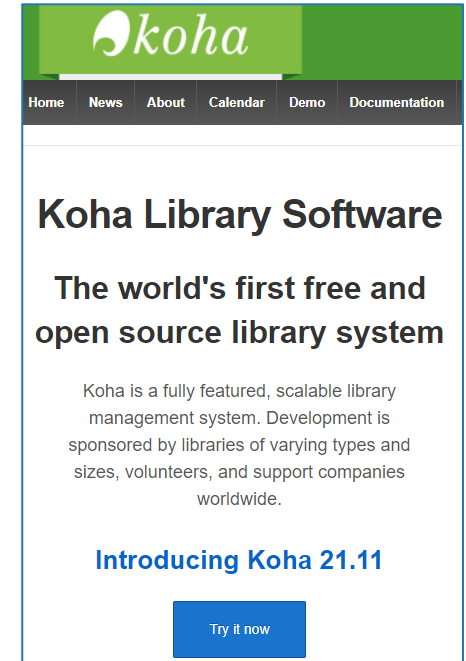 koha
Home News About Calendar Demo Documentation
Koha Library Software
The world's first free and
open source library system
Koha is a fully featured, scalable library
management system. Development is
sponsored by libraries of varying types and
sizes, volunteers, and support companies
worldwide.
Introducing Koha 21.11
Try it now